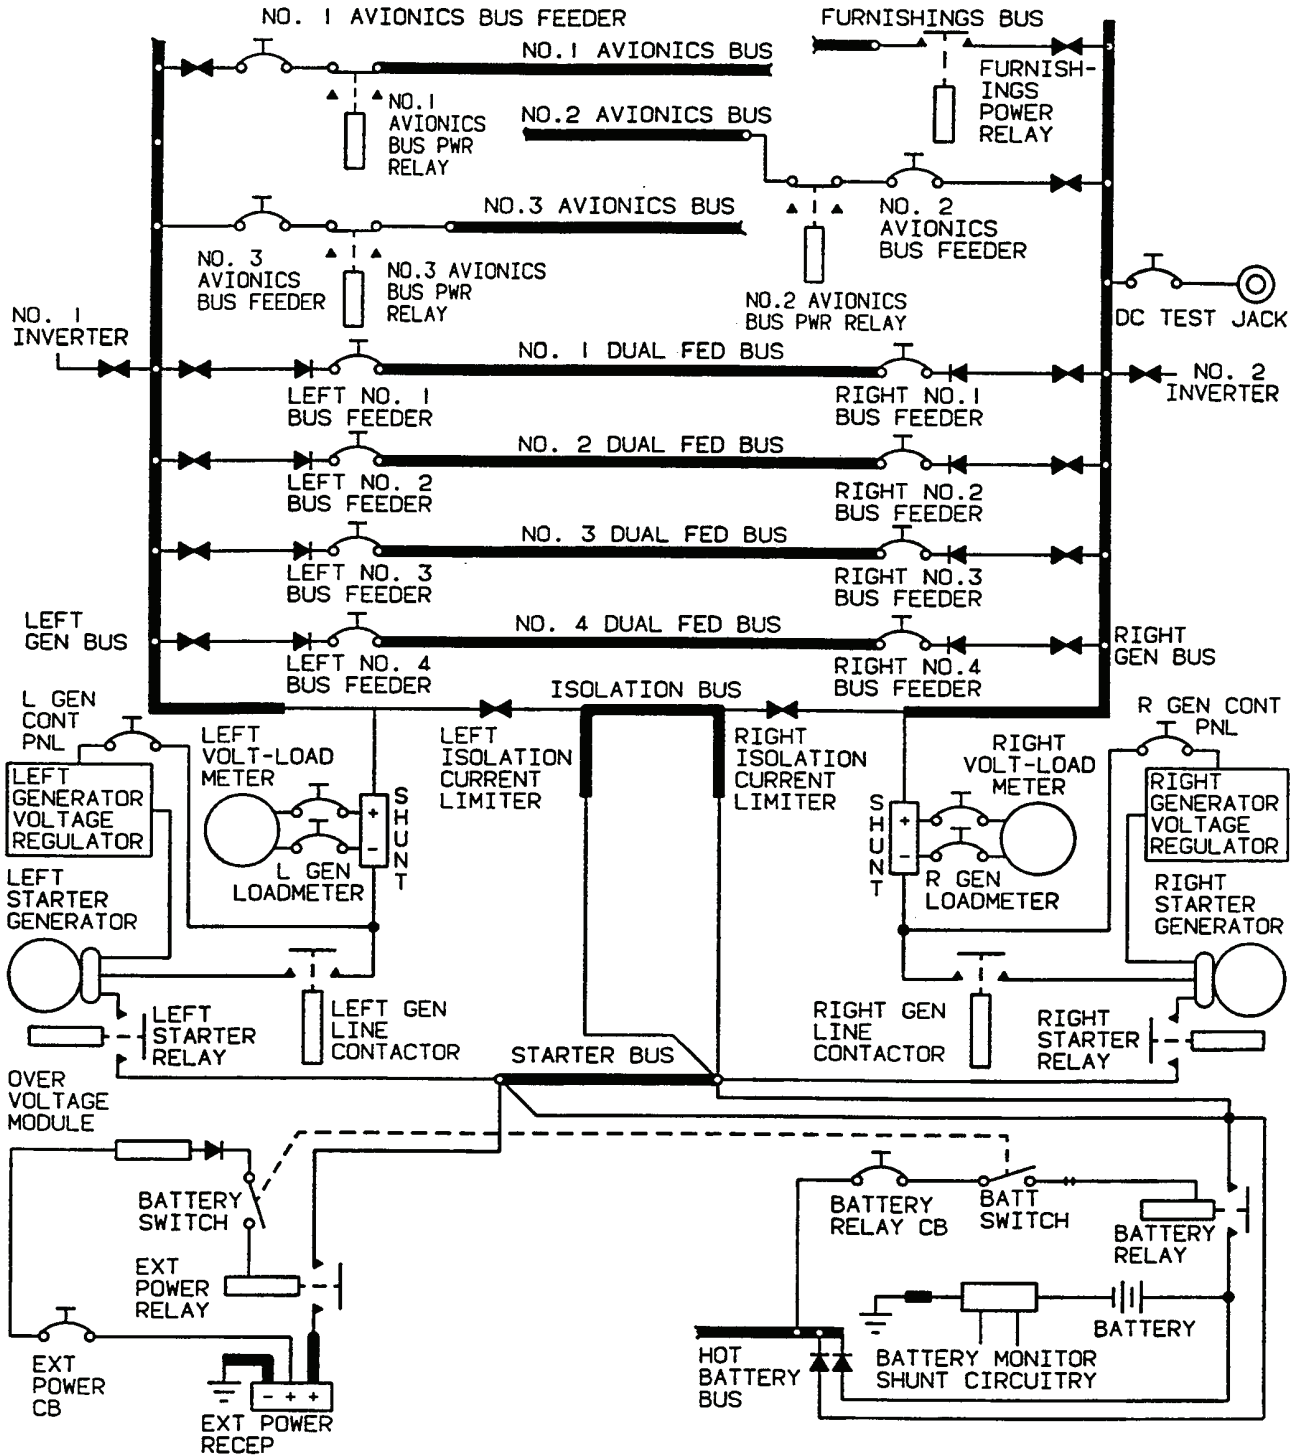 NO. 1 AVIONICS BUS FEEDER
FURNISHINGS BUS
NO.1 AVIONICS BUS
FURNISH-
INGS
POWER
RELAY
NO.1
AVIONICS
BUS PWR
RELAY
NO.2 AVIONICS BUS
NO. 2
AVIONICS
BUS FEEDER
NO.3 AVIONICS BUS
NO. 3
AVIONICS
BUS FEEDER
NO.3 AVIONICS
BUS PWR
RELAY
NO.2 AVIONICS
BUS PWR RELAY
DC TEST JACK
NO. 1
INVERTER
NO. 1 DUAL FED BUS
NO. 2
INVERTER
LEFT NO. 1
BUS FEEDER
RIGHT NO.1
BUS FEEDER
NO. 2 DUAL FED BUS
LEFT NO. 2
BUS FEEDER
RIGHT NO.2
BUS FEEDER
NO. 3 DUAL FED BUS
LEFT NO. 3
BUS FEEDER
RIGHT NO.3
BUS FEEDER
LEFT
GEN BUS
NO. 4 DUAL FED BUS
RIGHT
GEN BUS
LEFT NO. 4
BUS FEEDER
RIGHT NO.4
BUS FEEDER
ISOLATION BUS
L GEN
CONT
PNL
R GEN CONT
PNL
LEFT
VOLT-LOAD
METER
LEFT
ISOLATION
CURRENT
LIMITER
RIGHT
ISOLATION
CURRENT
LIMITER
RIGHT
VOLT-LOAD
METER
LEFT
GENERATOR
VOLTAGE
REGULATOR
SHUNT
+
-
SHUNT
+
-
RIGHT
GENERATOR
VOLTAGE
REGULATOR
L GEN
LOADMETER
R GEN
LOADMETER
LEFT
STARTER
GENERATOR
RIGHT
STARTER
GENERATOR
LEFT
STARTER
RELAY
LEFT GEN
LINE
CONTACTOR
RIGHT GEN
LINE
CONTACTOR
RIGHT
STARTER
RELAY
STARTER BUS
OVER
VOLTAGE
MODULE
BATTERY
SWITCH
BATTERY
RELAY CB
BATT
SWITCH
BATTERY
RELAY
EXT
POWER
RELAY
BATTERY
EXT
POWER
CB
HOT
BATTERY
BUS
BATTERY MONITOR
SHUNT CIRCUITRY
- + +
EXT POWER
RECEP